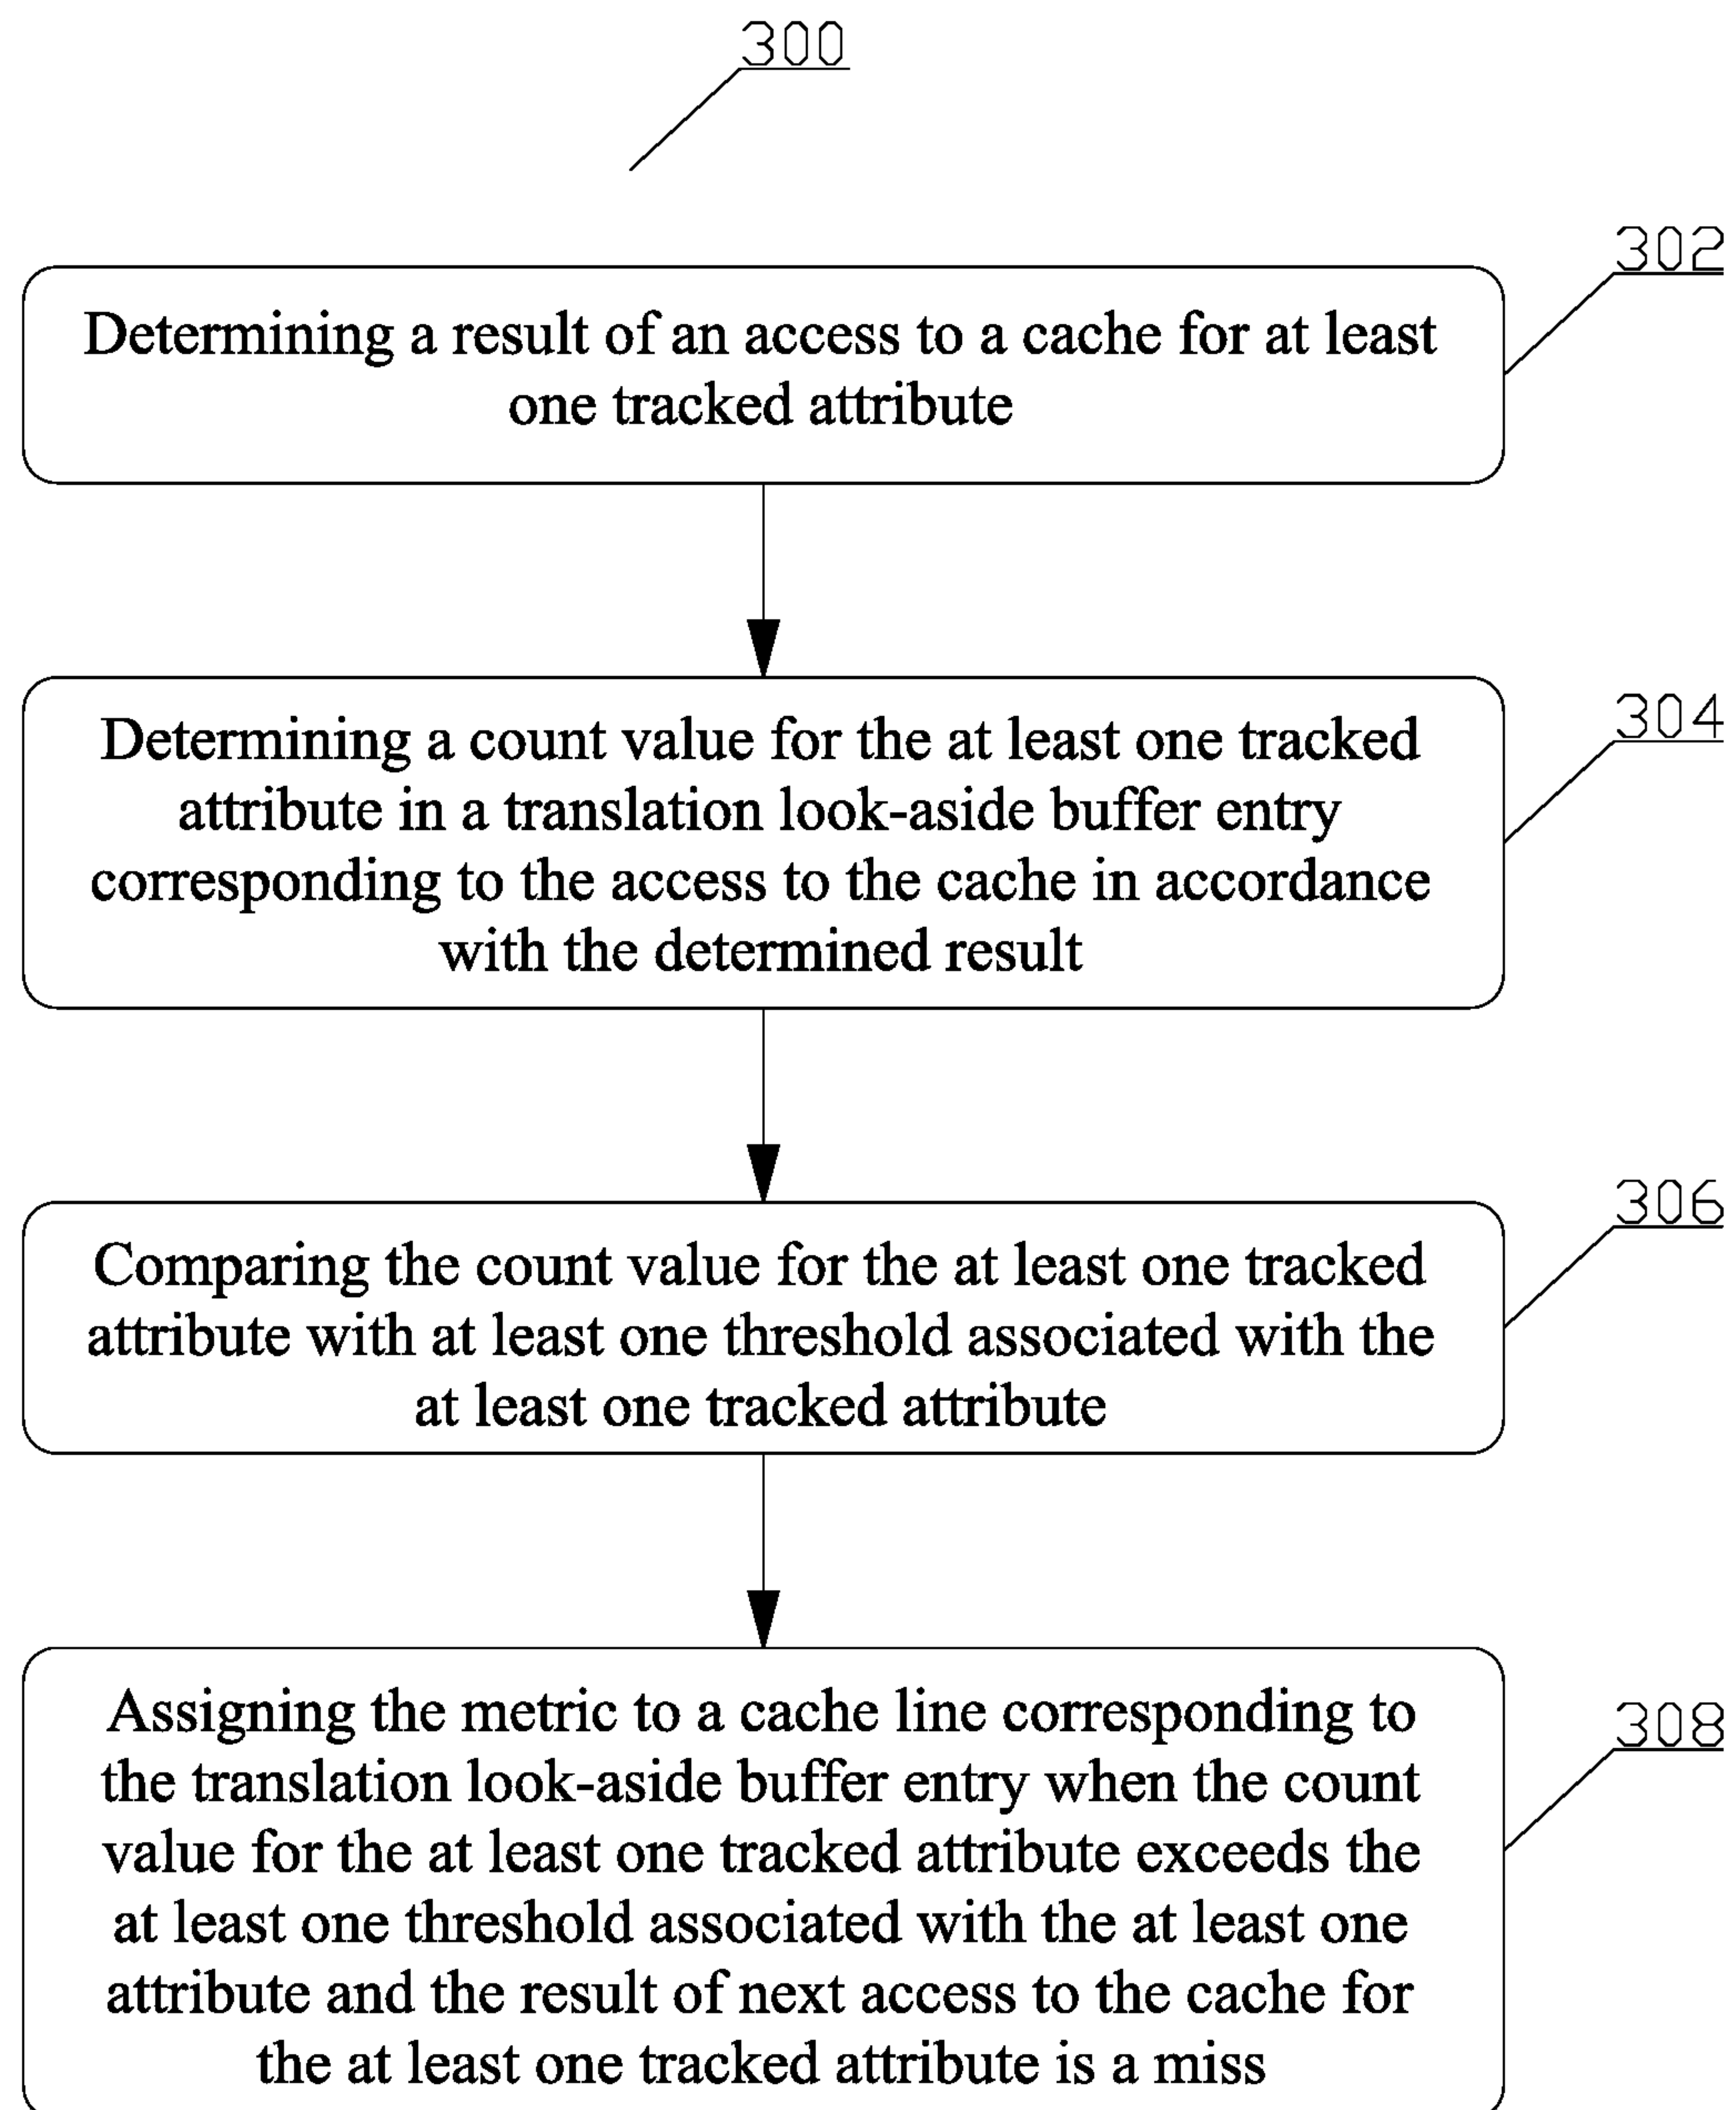 300
302
Determining a result of an access to a cache for at least
one tracked attribute
304
Determining a count value for the at least one tracked
attribute in a translation look-aside buffer entry
corresponding to the access to the cache in accordance
with the determined result
306
Comparing the count value for the at least one tracked
attribute with at least one threshold associated with the
at least one tracked attribute
308
Assigning the metric to a cache line corresponding to
the translation look-aside buffer entry when the count
value for the at least one tracked attribute exceeds the
at least one threshold associated with the at least one
attribute and the result of next access to the cache for
the at least one tracked attribute is a miss